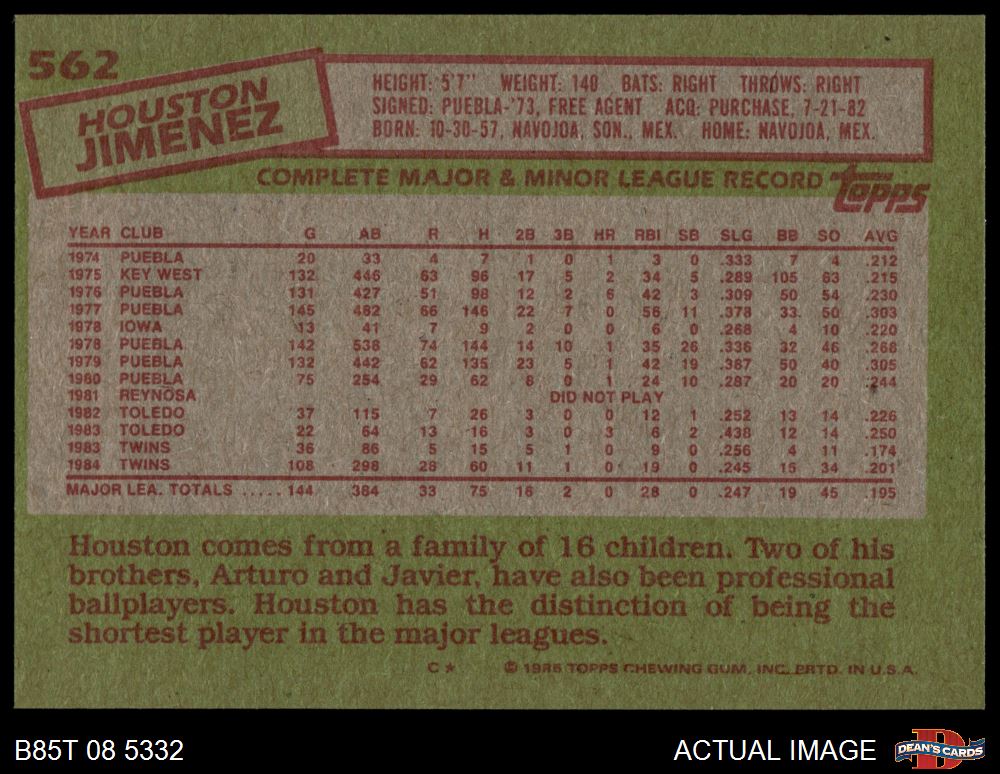 562
HOUSTON
JIMENEZ
HEIGHT: 5'7" WEIGHT: 140 BATS: RIGHT THROWS: RIGHT
SIGNED: PUEBLA-'73, FREE AGENT ACQ: PURCHASE, 7-21-82
BORN: 10-30-57, NAVOJOA, SON., MEX. HOME: NAVOJOA, MEX.
COMPLETE MAJOR & MINOR LEAGUE RECORD Topps
YEAR CLUB G AB R H 2B 3B HR RBI SB SLG BB SO AVG
1974 PUEBLA 20 33 4 7 1 0 1 3 0 .333 7 4 .212
1975 KEY WEST 132 446 63 96 17 5 2 34 5 .289 105 63 .215
1976 PUEBLA 131 427 51 98 12 2 6 42 3 .309 50 54 .230
1977 PUEBLA 145 482 66 146 22 7 0 56 11 .378 33 50 .303
1978 IOWA 13 41 7 9 2 0 0 6 0 .268 4 10 .220
1978 PUEBLA 142 538 74 144 14 10 1 35 26 .336 32 46 .268
1979 PUEBLA 132 442 62 135 23 5 1 42 19 .387 50 40 .305
1980 PUEBLA 75 254 29 62 8 0 1 24 10 .287 20 20 .244
1981 REYNOSA DID NOT PLAY
1982 TOLEDO 37 115 7 26 3 0 0 12 1 .252 13 14 .226
1983 TOLEDO 22 64 13 16 3 0 3 6 2 .438 12 14 .250
1983 TWINS 36 86 5 15 5 1 0 9 0 .256 4 11 .174
1984 TWINS 108 298 28 60 11 1 0 19 0 .245 15 34 .201
MAJOR LEA. TOTALS ..... 144 384 33 75 16 2 0 28 0 .247 19 45 .195
Houston comes from a family of 16 children. Two of his
brothers, Arturo and Javier, have also been professional
ballplayers. Houston has the distinction of being the
shortest player in the major leagues.
C* © 1985 TOPPS CHEWING GUM, INC. PRTD. IN U.S.A.
B85T 08 5332 ACTUAL IMAGE D DEAN'S CARDS